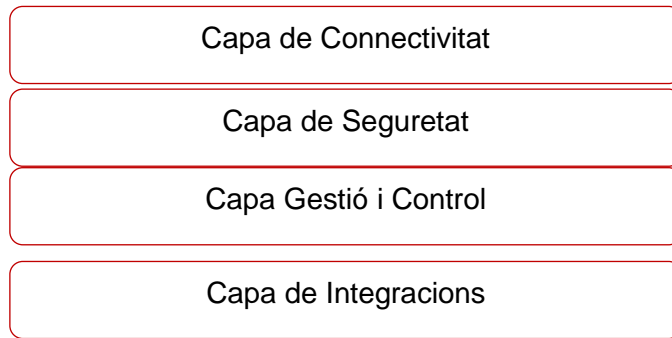 Capa de Connectivitat
Capa de Seguretat
Capa Gestió i Control
Capa de Integracions